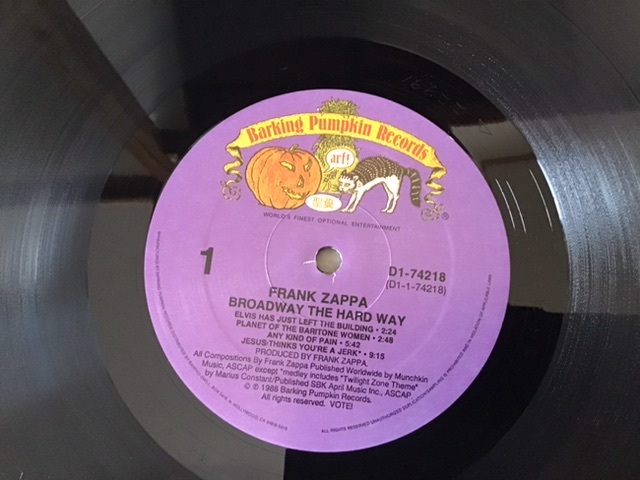 Barking Pumpkin Records
arf!
聖糞
®
WORLD'S FINEST OPTIONAL ENTERTAINMENT
1
D1-74218
(D1-1-74218)
FRANK ZAPPA
BROADWAY THE HARD WAY
ELVIS HAS JUST LEFT THE BUILDING • 2:24
PLANET OF THE BARITONE WOMEN • 2:48
ANY KIND OF PAIN • 5:42
JESUS THINKS YOU'RE A JERK* • 9:15
PRODUCED BY FRANK ZAPPA
All Compositions By Frank Zappa Published Worldwide by Munchkin
Music, ASCAP except *medley includes "Twilight Zone Theme"
by Marius Constant/Published SBK April Music Inc., ASCAP
© ℗ 1988 Barking Pumpkin Records.
All rights reserved. VOTE!